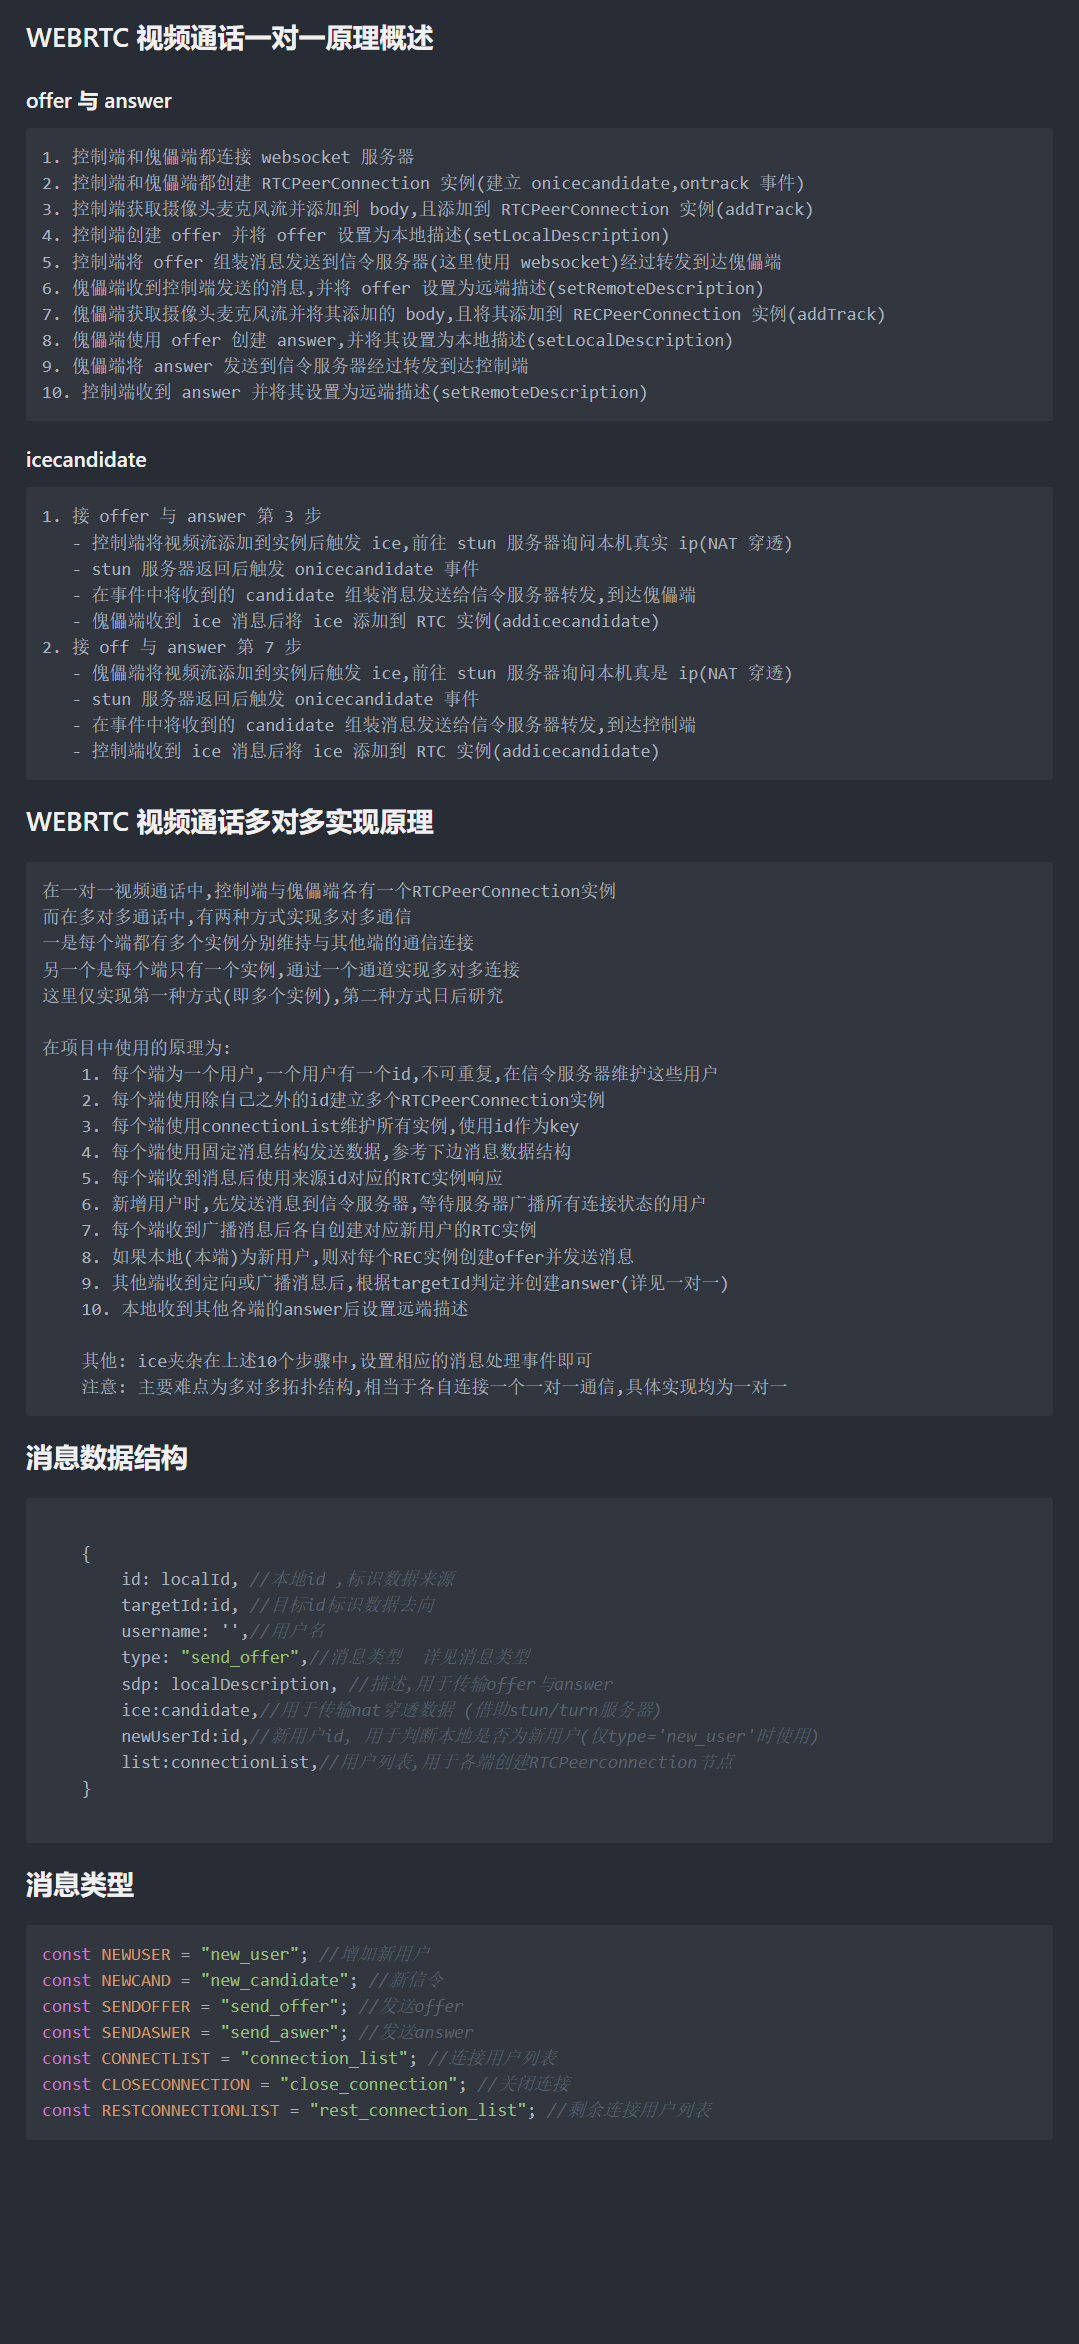 WEBRTC 视频通话一对一原理概述
offer 与 answer
1. 控制端和傀儡端都连接 websocket 服务器
2. 控制端和傀儡端都创建 RTCPeerConnection 实例(建立 onicecandidate,ontrack 事件)
3. 控制端获取摄像头麦克风流并添加到 body,且添加到 RTCPeerConnection 实例(addTrack)
4. 控制端创建 offer 并将 offer 设置为本地描述(setLocalDescription)
5. 控制端将 offer 组装消息发送到信令服务器(这里使用 websocket)经过转发到达傀儡端
6. 傀儡端收到控制端发送的消息,并将 offer 设置为远端描述(setRemoteDescription)
7. 傀儡端获取摄像头麦克风流并将其添加的 body,且将其添加到 RECPeerConnection 实例(addTrack)
8. 傀儡端使用 offer 创建 answer,并将其设置为本地描述(setLocalDescription)
9. 傀儡端将 answer 发送到信令服务器经过转发到达控制端
10. 控制端收到 answer 并将其设置为远端描述(setRemoteDescription)
icecandidate
1. 接 offer 与 answer 第 3 步
- 控制端将视频流添加到实例后触发 ice,前往 stun 服务器询问本机真实 ip(NAT 穿透)
- stun 服务器返回后触发 onicecandidate 事件
- 在事件中将收到的 candidate 组装消息发送给信令服务器转发,到达傀儡端
- 傀儡端收到 ice 消息后将 ice 添加到 RTC 实例(addicecandidate)
2. 接 off 与 answer 第 7 步
- 傀儡端将视频流添加到实例后触发 ice,前往 stun 服务器询问本机真是 ip(NAT 穿透)
- stun 服务器返回后触发 onicecandidate 事件
- 在事件中将收到的 candidate 组装消息发送给信令服务器转发,到达控制端
- 控制端收到 ice 消息后将 ice 添加到 RTC 实例(addicecandidate)
WEBRTC 视频通话多对多实现原理
在一对一视频通话中,控制端与傀儡端各有一个RTCPeerConnection实例
而在多对多通话中,有两种方式实现多对多通信
一是每个端都有多个实例分别维持与其他端的通信连接
另一个是每个端只有一个实例,通过一个通道实现多对多连接
这里仅实现第一种方式(即多个实例),第二种方式日后研究
在项目中使用的原理为:
1. 每个端为一个用户,一个用户有一个id,不可重复,在信令服务器维护这些用户
2. 每个端使用除自己之外的id建立多个RTCPeerConnection实例
3. 每个端使用connectionList维护所有实例,使用id作为key
4. 每个端使用固定消息结构发送数据,参考下边消息数据结构
5. 每个端收到消息后使用来源id对应的RTC实例响应
6. 新增用户时,先发送消息到信令服务器,等待服务器广播所有连接状态的用户
7. 每个端收到广播消息后各自创建对应新用户的RTC实例
8. 如果本地(本端)为新用户,则对每个REC实例创建offer并发送消息
9. 其他端收到定向或广播消息后,根据targetId判定并创建answer(详见一对一)
10. 本地收到其他各端的answer后设置远端描述
其他: ice夹杂在上述10个步骤中,设置相应的消息处理事件即可
注意: 主要难点为多对多拓扑结构,相当于各自连接一个一对一通信,具体实现均为一对一
消息数据结构
{
id: localId, //本地id ,标识数据来源
targetId:id, //目标id标识数据去向
username: '',//用户名
type: "send_offer",//消息类型  详见消息类型
sdp: localDescription, //描述,用于传输offer与answer
ice:candidate,//用于传输nat穿透数据 (借助stun/turn服务器)
newUserId:id,//新用户id, 用于判断本地是否为新用户(仅type='new_user'时使用)
list:connectionList,//用户列表,用于各端创建RTCPeerconnection节点
}
消息类型
const NEWUSER = "new_user"; //增加新用户
const NEWCAND = "new_candidate"; //新信令
const SENDOFFER = "send_offer"; //发送offer
const SENDASWER = "send_aswer"; //发送answer
const CONNECTLIST = "connection_list"; //连接用户列表
const CLOSECONNECTION = "close_connection"; //关闭连接
const RESTCONNECTIONLIST = "rest_connection_list"; //剩余连接用户列表